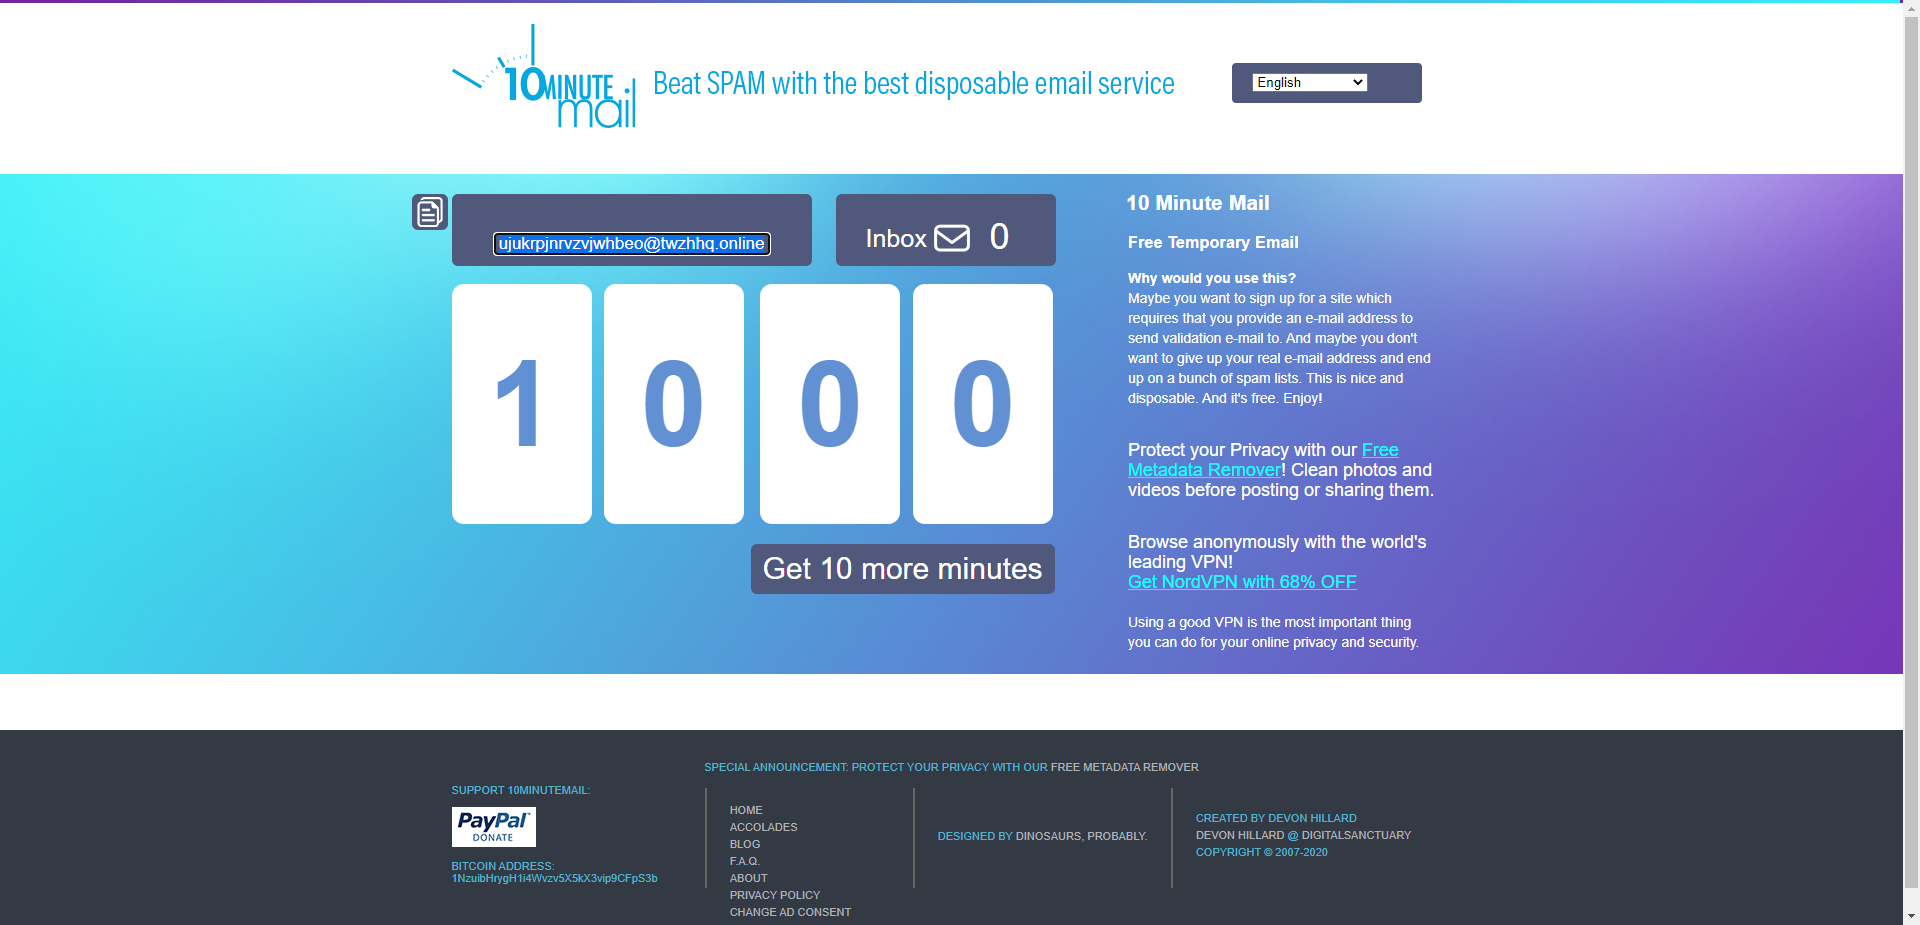 10MINUTE
mail
Beat SPAM with the best disposable email service
English
ujukrpjnrvzvjwhbeo@twzhhq.online
Inbox 0
1 0 0 0
Get 10 more minutes
10 Minute Mail
Free Temporary Email
Why would you use this?
Maybe you want to sign up for a site which
requires that you provide an e-mail address to
send validation e-mail to. And maybe you don't
want to give up your real e-mail address and end
up on a bunch of spam lists. This is nice and
disposable. And it's free. Enjoy!
Protect your Privacy with our Free
Metadata Remover! Clean photos and
videos before posting or sharing them.
Browse anonymously with the world's
leading VPN!
Get NordVPN with 68% OFF
Using a good VPN is the most important thing
you can do for your online privacy and security.
SPECIAL ANNOUNCEMENT: PROTECT YOUR PRIVACY WITH OUR FREE METADATA REMOVER
SUPPORT 10MINUTEMAIL:
PayPal
DONATE
BITCOIN ADDRESS:
1NzuibHrygH1i4Wvzv5X5kX3vip9CFpS3b
HOME
ACCOLADES
BLOG
F.A.Q.
ABOUT
PRIVACY POLICY
CHANGE AD CONSENT
DESIGNED BY DINOSAURS, PROBABLY.
CREATED BY DEVON HILLARD
DEVON HILLARD @ DIGITALSANCTUARY
COPYRIGHT © 2007-2020